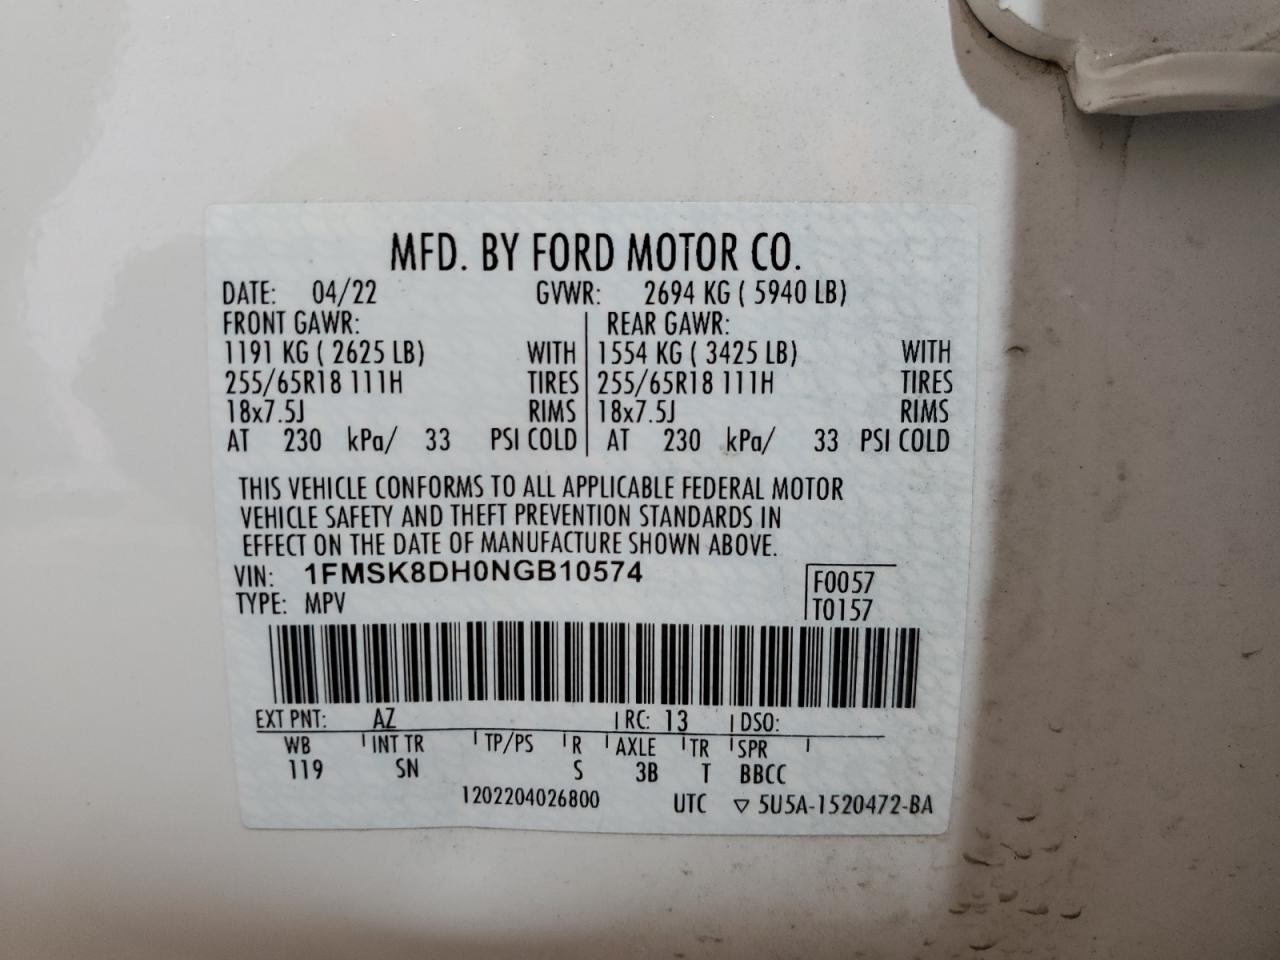 MFD. BY FORD MOTOR CO.
DATE: 04/22 GVWR: 2694 KG ( 5940 LB)
FRONT GAWR: REAR GAWR:
1191 KG ( 2625 LB) WITH 1554 KG ( 3425 LB) WITH
255/65R18 111H TIRES 255/65R18 111H TIRES
18x7.5J RIMS 18x7.5J RIMS
AT 230 kPa/ 33 PSI COLD AT 230 kPa/ 33 PSI COLD
THIS VEHICLE CONFORMS TO ALL APPLICABLE FEDERAL MOTOR
VEHICLE SAFETY AND THEFT PREVENTION STANDARDS IN
EFFECT ON THE DATE OF MANUFACTURE SHOWN ABOVE.
VIN: 1FMSK8DH0NGB10574 F0057
TYPE: MPV T0157
EXT PNT: AZ RC: 13 DSO:
WB INT TR TP/PS R AXLE TR SPR
119 SN S 3B T BBCC
1202204026800 UTC ▽ 5U5A-1520472-BA